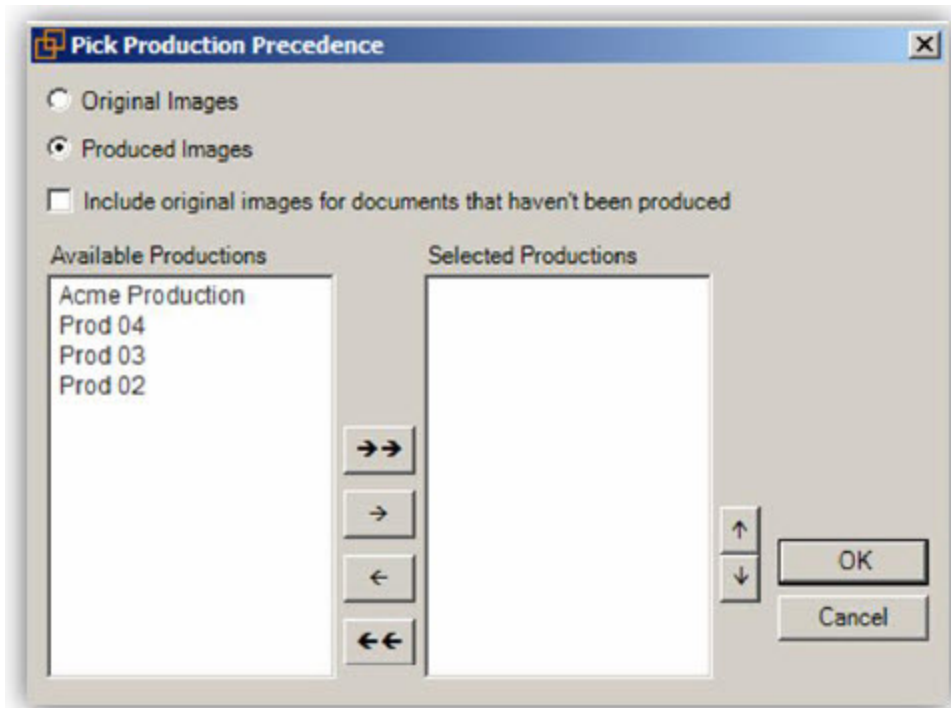 Pick Production Precedence
Original Images
Produced Images
Include original images for documents that haven't been produced
Available Productions
Selected Productions
Acme Production
Prod 04
Prod 03
Prod 02
OK
Cancel